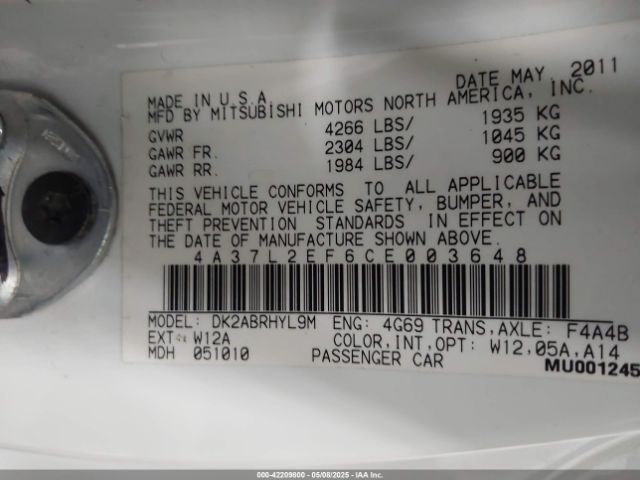 DATE MAY, 2011
MADE IN U.S.A
MFD BY MITSUBISHI MOTORS NORTH AMERICA, INC.
GVWR 4266 LBS/ 1935 KG
GAWR FR. 2304 LBS/ 1045 KG
GAWR RR. 1984 LBS/ 900 KG
THIS VEHICLE CONFORMS TO ALL APPLICABLE
FEDERAL MOTOR VEHICLE SAFETY, BUMPER, AND
THEFT PREVENTION STANDARDS IN EFFECT ON
THE DATE OF MANUFACTURE SHOWN ABOVE.
4A37L2EF6CE003648
MODEL: DK2ABRHYL9M ENG: 4G69 TRANS,AXLE: F4A4B
EXT: W12A COLOR,INT,OPT: W12,05A,A14
MDH 051010 PASSENGER CAR
MU001245
000-42209600 - 05/08/2025 - IAAI.COM